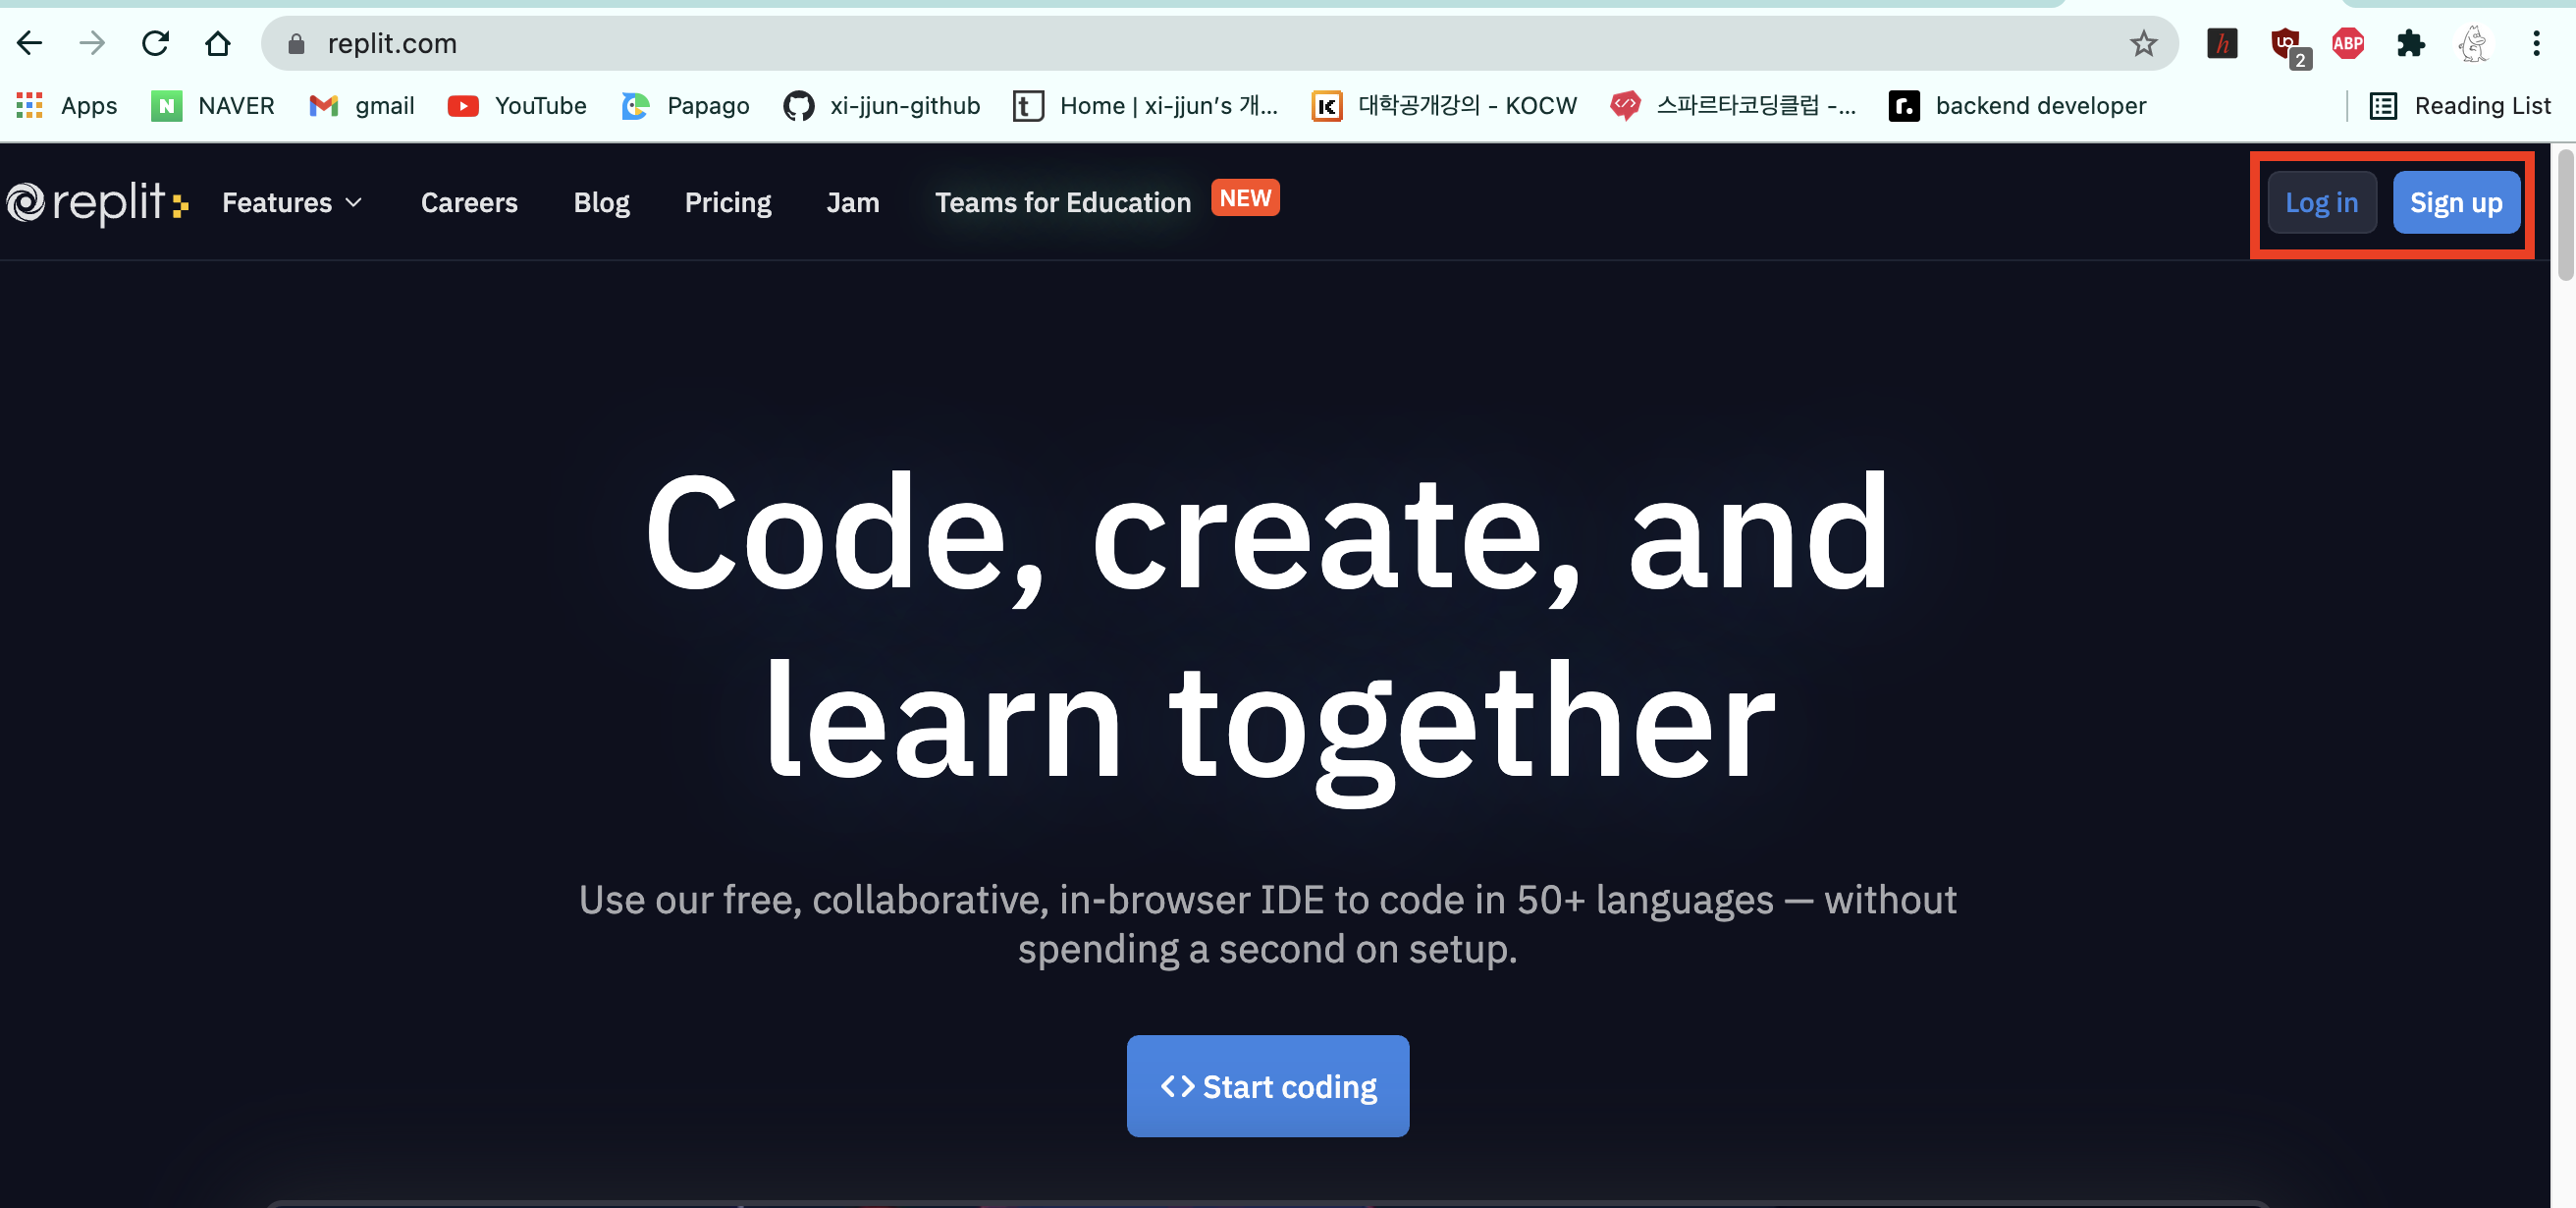 replit.com
2
ABP
Apps NAVER gmail YouTube Papago xi-jjun-github Home | xi-jjun's 개... 대학공개강의 - KOCW 스파르타코딩클럽 -... backend developer Reading List
replit Features Careers Blog Pricing Jam Teams for Education NEW Log in Sign up
Code, create, and
learn together
Use our free, collaborative, in-browser IDE to code in 50+ languages — without
spending a second on setup.
<> Start coding